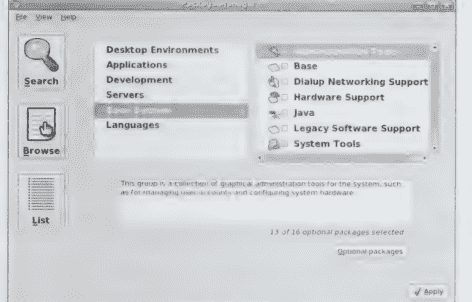 File View Help
Search
Browse
List
Desktop Environments
Applications
Development
Servers
Languages
Base
Dialup Networking Support
Hardware Support
Java
Legacy Software Support
System Tools
This group is a collection of graphical administration tools for the system, such
as for managing user accounts and configuring system hardware.
13 of 16 optional packages selected
Optional packages
Apply